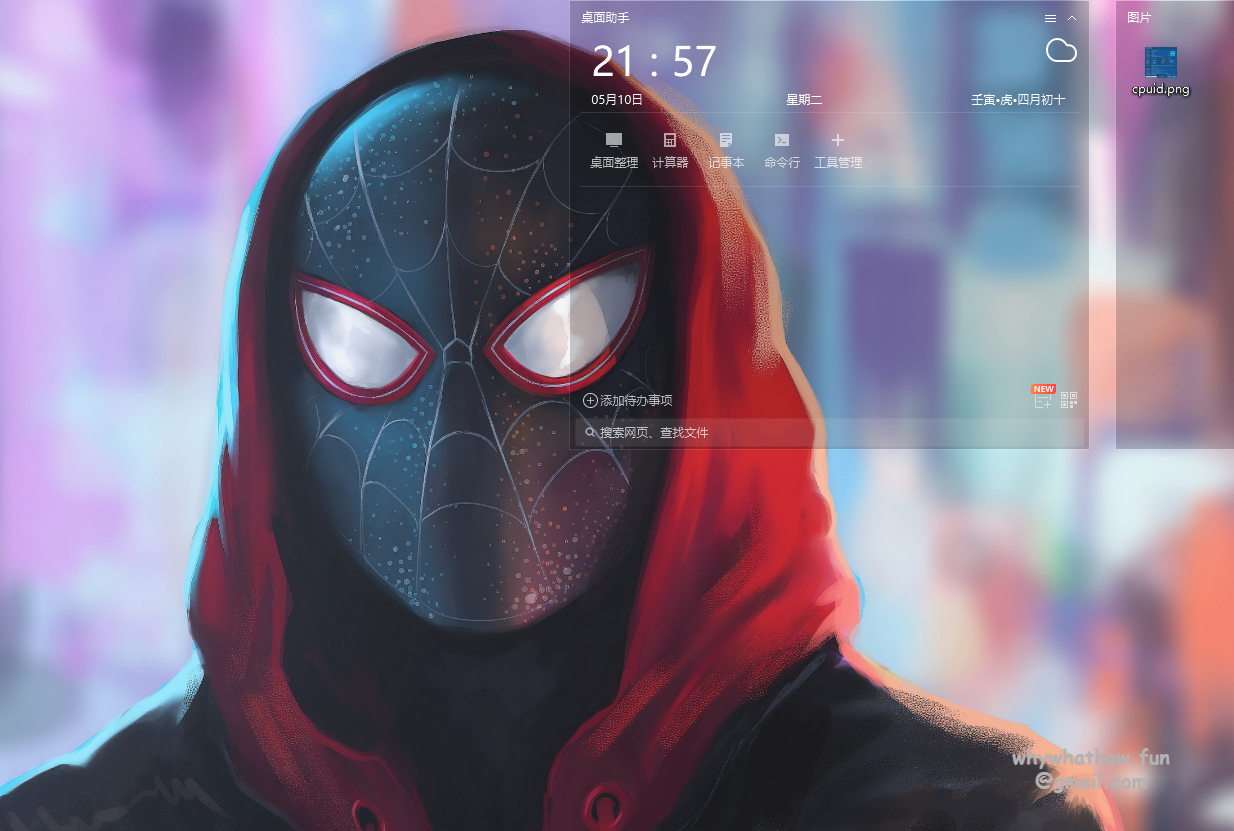 桌面助手
21 : 57
05月10日 星期二 壬寅•虎•四月初十
桌面整理 计算器 记事本 命令行 工具管理
NEW
添加待办事项
搜索网页、查找文件
图片
cpuid.png
whywhathow.fun
@gmail.com